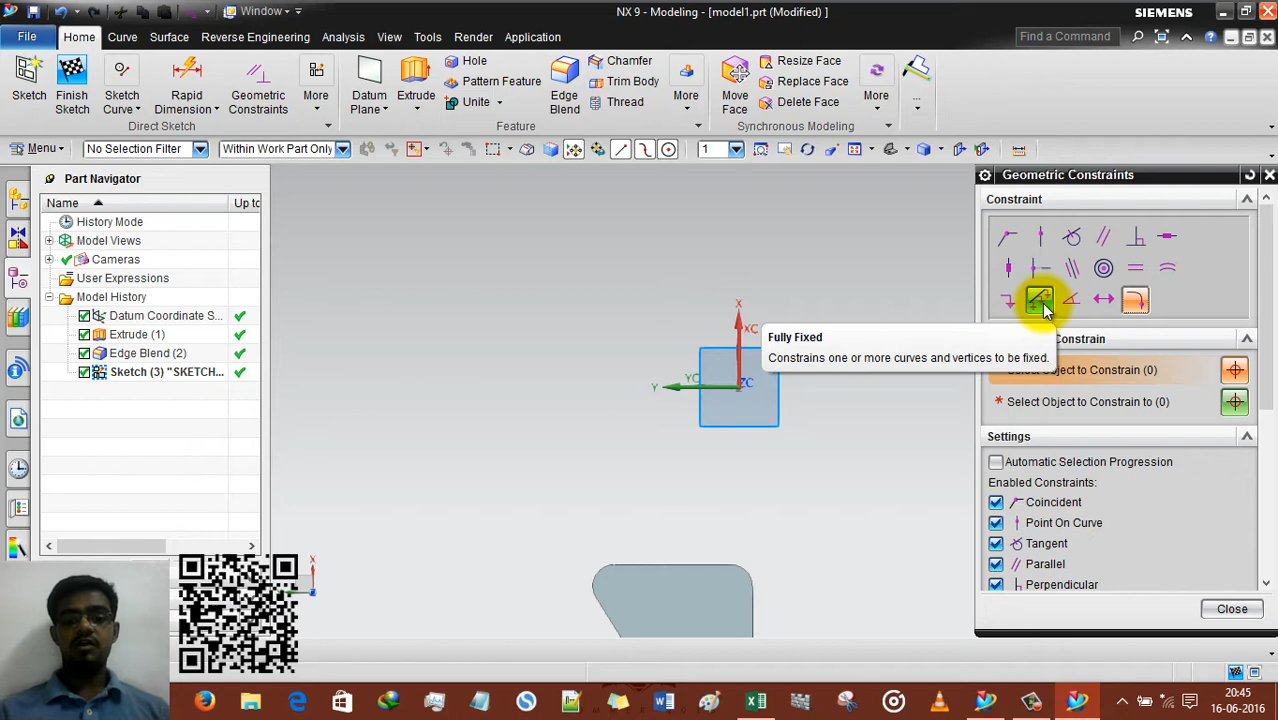 Window
NX 9 - Modeling - [model1.prt (Modified) ]
SIEMENS
File
Home
Curve
Surface
Reverse Engineering
Analysis
View
Tools
Render
Application
Find a Command
Sketch
Finish Sketch
Sketch Curve
Rapid Dimension
Geometric Constraints
More
Direct Sketch
Datum Plane
Extrude
Hole
Pattern Feature
Unite
Edge Blend
Chamfer
Trim Body
Thread
More
Feature
Move Face
Resize Face
Replace Face
Delete Face
More
Synchronous Modeling
...
Menu
No Selection Filter
Within Work Part Only
1
Part Navigator
Name
Up to
History Mode
Model Views
Cameras
User Expressions
Model History
Datum Coordinate S...
Extrude (1)
Edge Blend (2)
Sketch (3) "SKETCH...
X
XC
Y
YC
ZC
X
Geometric Constraints
Constraint
Fully Fixed
Constrains one or more curves and vertices to be fixed.
Constrain
Select Object to Constrain (0)
* Select Object to Constrain to (0)
Settings
Automatic Selection Progression
Enabled Constraints:
Coincident
Point On Curve
Tangent
Parallel
Perpendicular
Close
20:45
16-06-2016